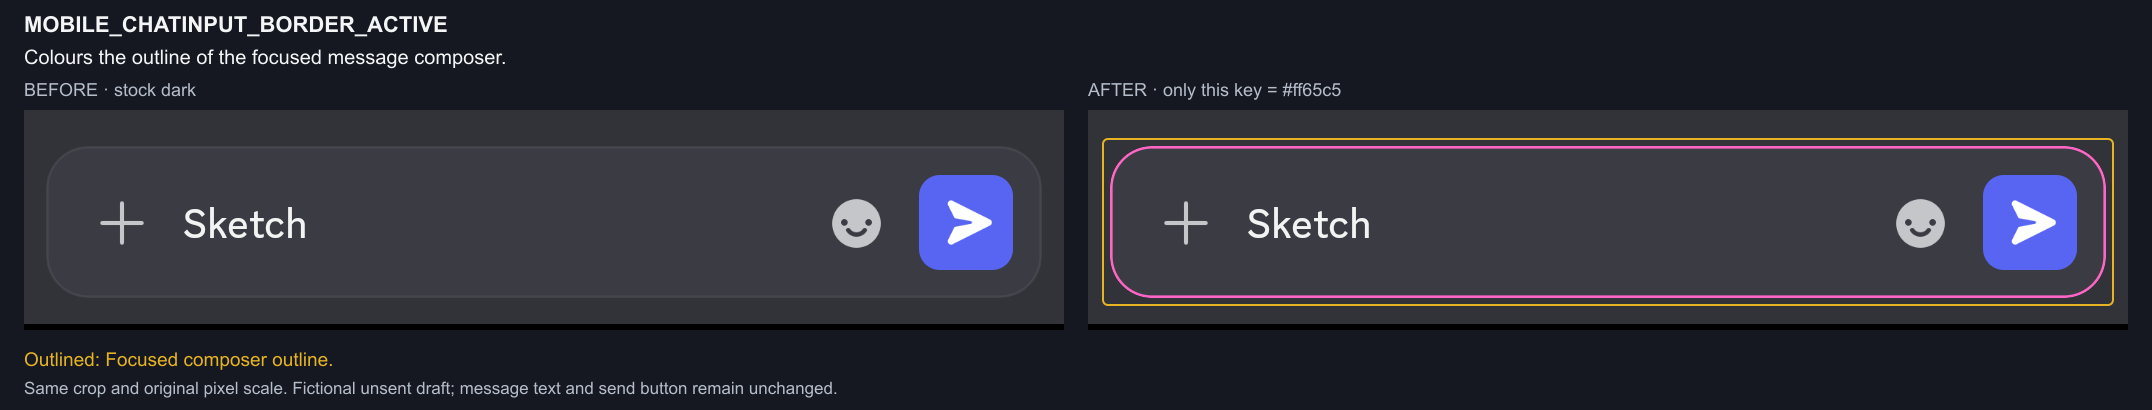 MOBILE_CHATINPUT_BORDER_ACTIVE
Colours the outline of the focused message composer.
BEFORE · stock dark
AFTER · only this key = #ff65c5
Sketch
Sketch
Outlined: Focused composer outline.
Same crop and original pixel scale. Fictional unsent draft; message text and send button remain unchanged.